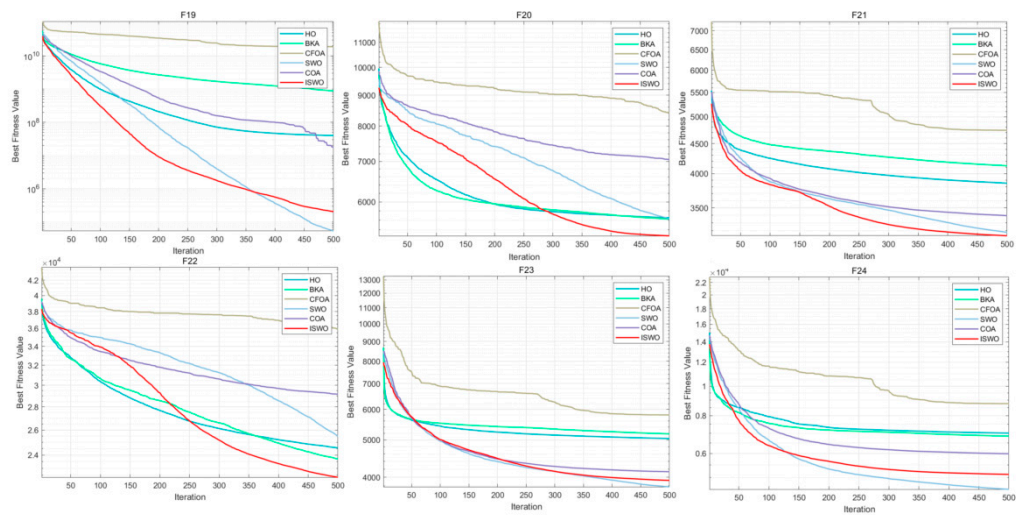 F19
Best Fitness Value
10^10
10^8
10^6
50 100 150 200 250 300 350 400 450 500
Iteration
HO
BKA
CFOA
SWO
COA
ISWO
F20
Best Fitness Value
11000
10000
9000
8000
7000
6000
50 100 150 200 250 300 350 400 450 500
Iteration
HO
BKA
CFOA
SWO
COA
ISWO
F21
Best Fitness Value
7000
6000
5500
5000
4500
4000
3500
50 100 150 200 250 300 350 400 450 500
Iteration
HO
BKA
CFOA
SWO
COA
ISWO
F22
× 10^4
Best Fitness Value
4.2
4
3.8
3.6
3.4
3.2
3
2.8
2.6
2.4
50 100 150 200 250 300 350 400 450 500
Iteration
HO
BKA
CFOA
SWO
COA
ISWO
F23
Best Fitness Value
13000
12000
11000
10000
9000
8000
7000
6000
5000
4000
50 100 150 200 250 300 350 400 450 500
Iteration
HO
BKA
CFOA
SWO
COA
ISWO
F24
× 10^4
Best Fitness Value
2.2
2
1.8
1.6
1.4
1.2
1
0.8
0.6
50 100 150 200 250 300 350 400 450 500
Iteration
HO
BKA
CFOA
SWO
COA
ISWO